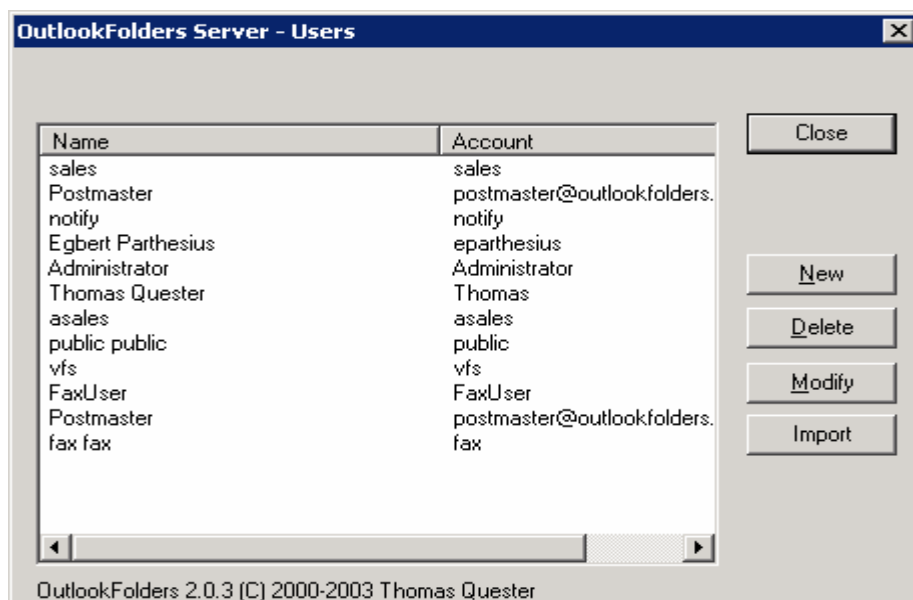 OutlookFolders Server - Users
Name Account
Close
sales sales
Postmaster postmaster@outlookfolders.
notify notify
Egbert Parthesius eparthesius
Administrator Administrator
New
Thomas Quester Thomas
asales asales
Delete
public public public
vfs vfs
Modify
FaxUser FaxUser
Postmaster postmaster@outlookfolders.
Import
fax fax fax
OutlookFolders 2.0.3 (C) 2000-2003 Thomas Quester